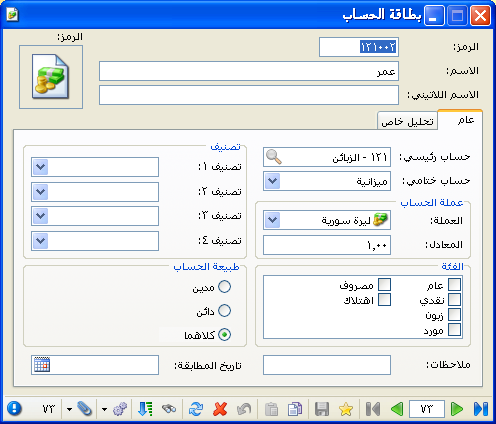 بطاقة الحساب
الرمز: ١٢١٠٠٢
الرمز:
الاسم: عمر
الاسم اللاتيني:
عام
تحليل خاص
حساب رئيسي: ١٢١ - الزبائن
حساب ختامي: ميزانية
عملة الحساب
العملة: ليرة سورية
المعادل: ١,٠٠
تصنيف
تصنيف ١:
تصنيف ٢:
تصنيف ٣:
تصنيف ٤:
الفئة
عام
مصروف
نقدي
اهتلاك
زبون
مورد
طبيعة الحساب
مدين
دائن
كلاهما
ملاحظات:
تاريخ المطابقة:
٧٣
٧٣